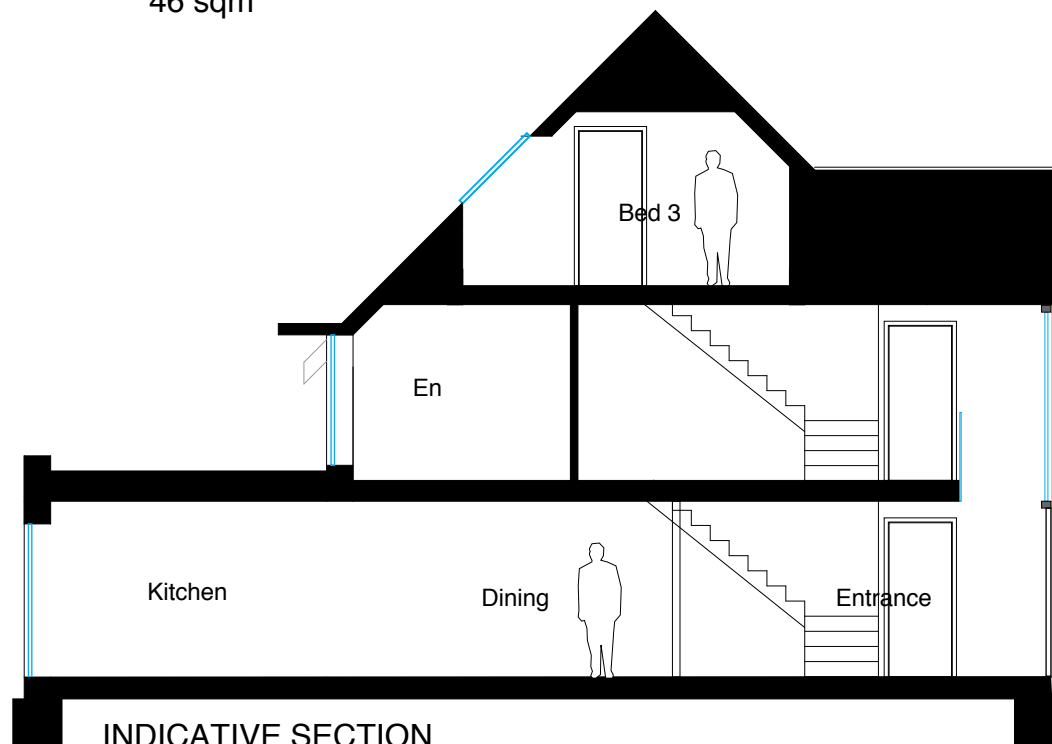 46 sqm
Bed 3
En
Kitchen
Dining
Entrance
INDICATIVE SECTION